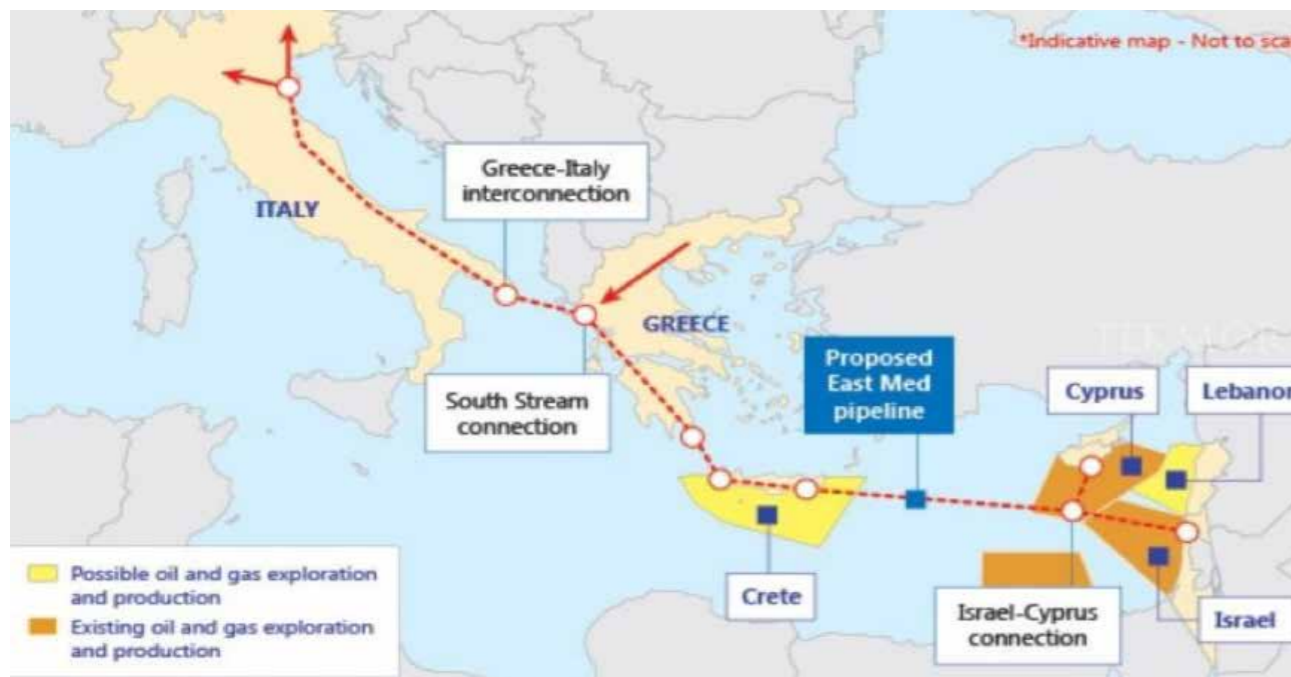 *Indicative map - Not to sca
Greece-Italy
interconnection
ITALY
GREECE
Proposed
East Med
pipeline
Cyprus
Lebanon
South Stream
connection
Crete
Israel-Cyprus
connection
Israel
Possible oil and gas exploration
and production
Existing oil and gas exploration
and production